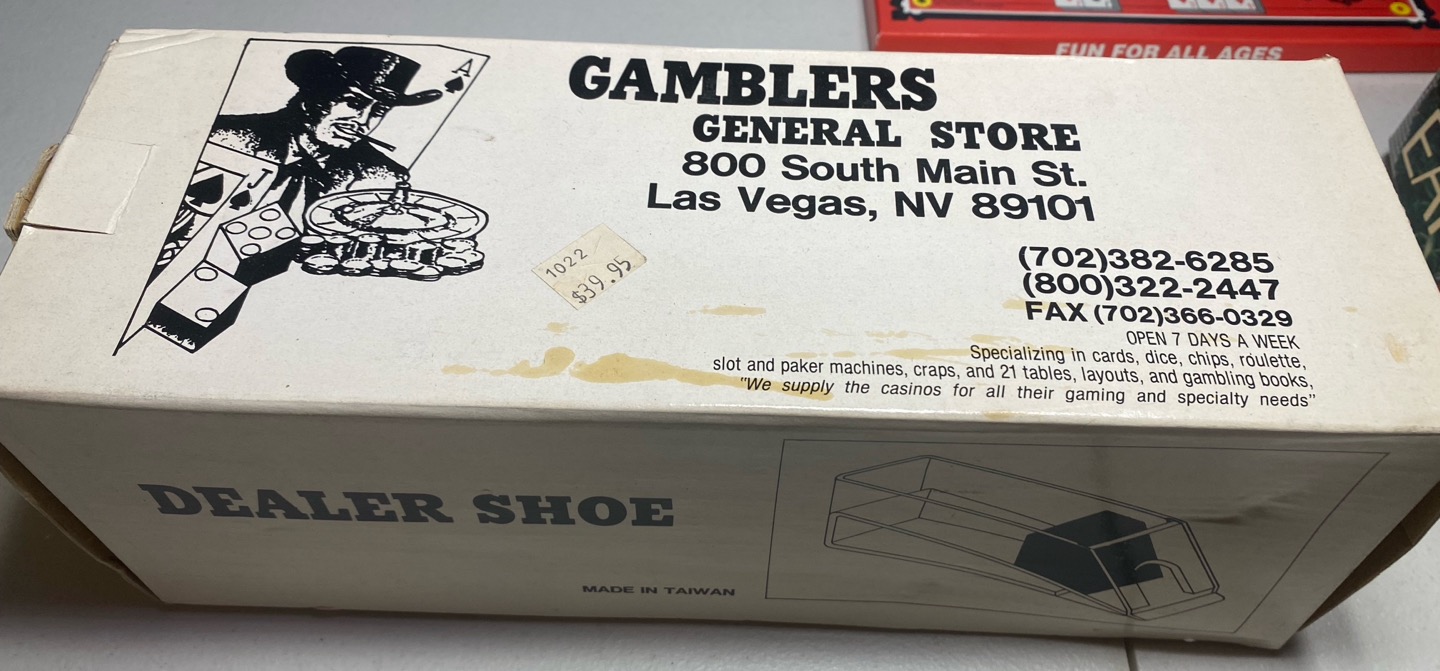 FUN FOR ALL AGES
A
GAMBLERS
GENERAL STORE
800 South Main St.
Las Vegas, NV 89101
J
1022
$39.95
(702)382-6285
(800)322-2447
FAX (702)366-0329
OPEN 7 DAYS A WEEK
Specializing in cards, dice, chips, roulette,
slot and paker machines, craps, and 21 tables, layouts, and gambling books,
"We supply the casinos for all their gaming and specialty needs"
DEALER SHOE
MADE IN TAIWAN